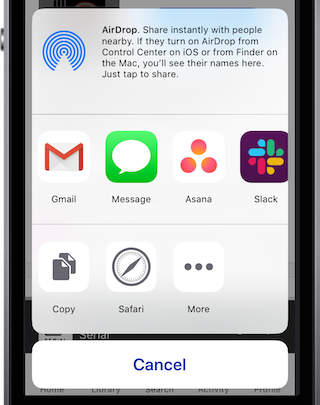 AirDrop. Share instantly with people
nearby. If they turn on AirDrop from
Control Center on iOS or from Finder on
the Mac, you'll see their names here.
Just tap to share.
Gmail Message Asana Slack
Copy Safari More
Serial
Cancel
Home Library Search Activity Profile